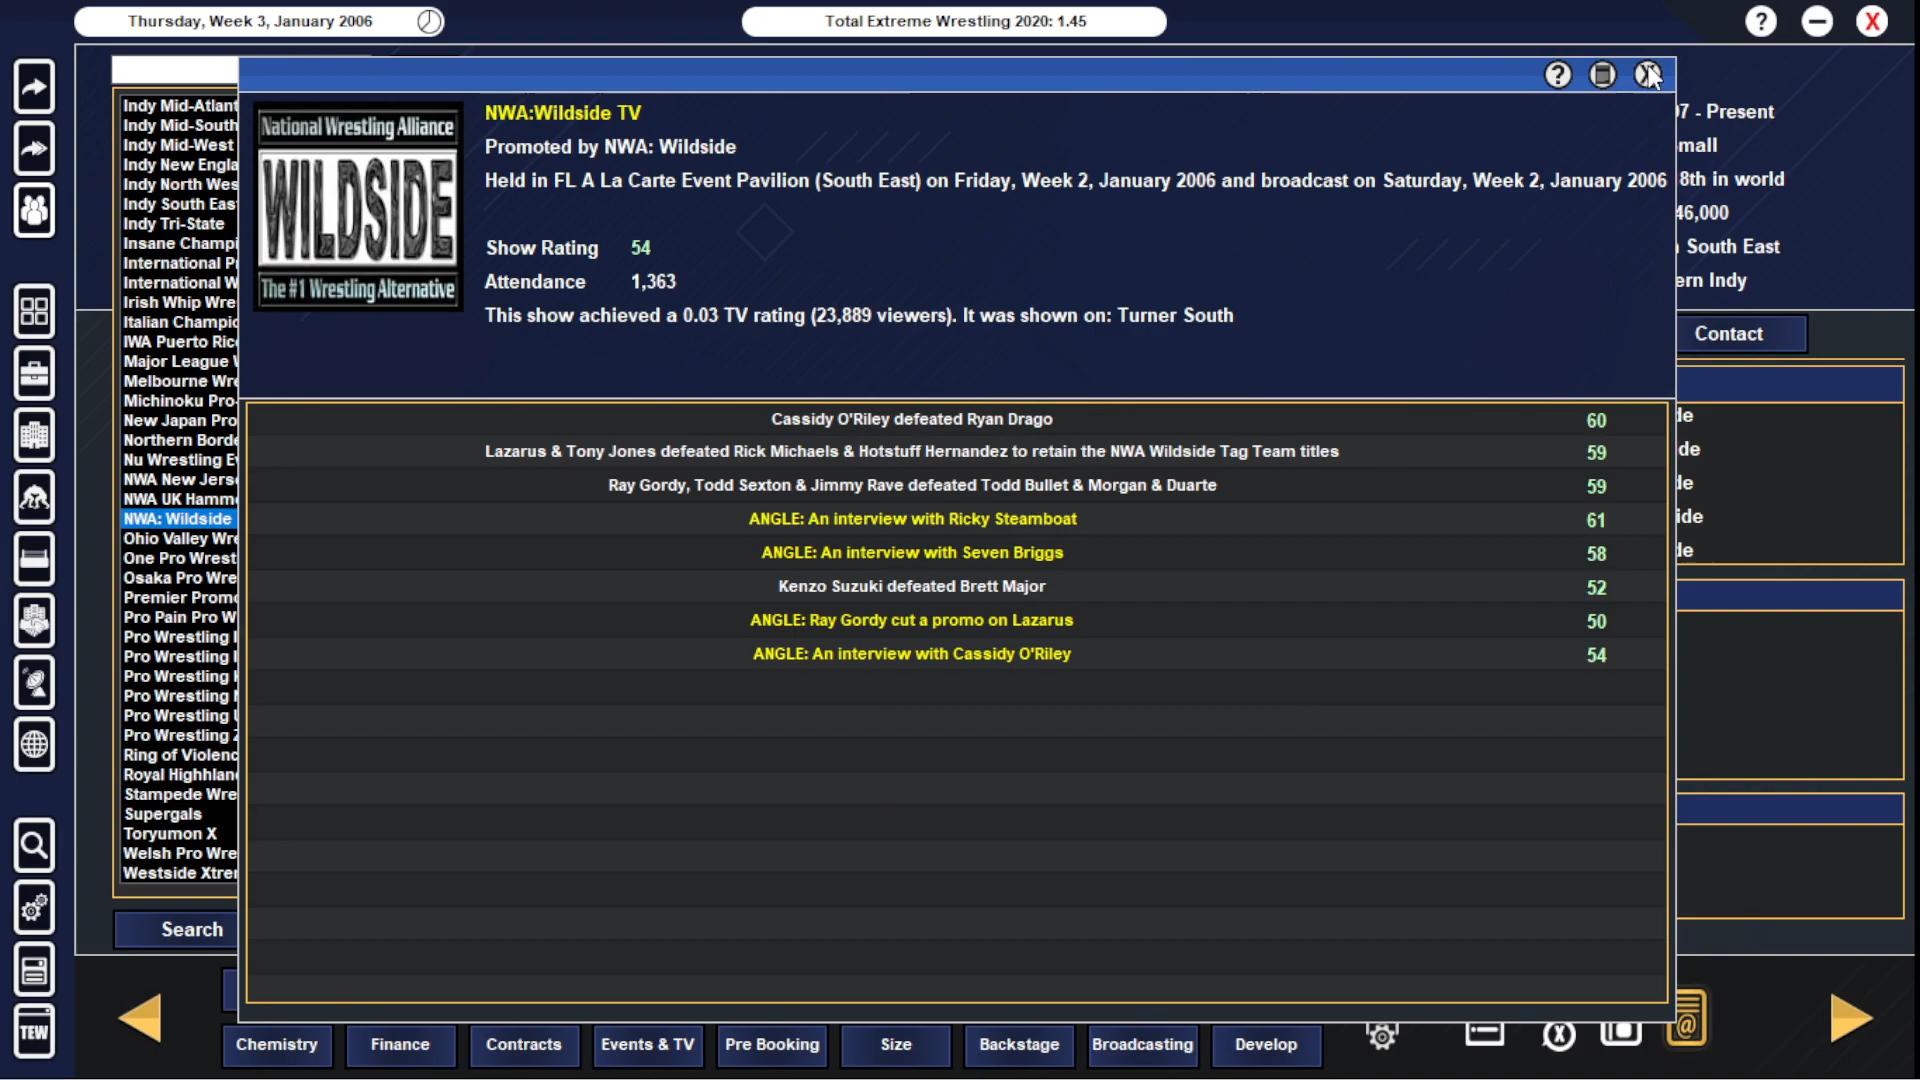 Thursday, Week 3, January 2006
Total Extreme Wrestling 2020: 1.45
?
X
Indy Mid-Atlant
Indy Mid-South
Indy Mid-West
Indy New Engla
Indy North Wes
Indy South Eas
Indy Tri-State
Insane Champi
International P
International W
Irish Whip Wre
Italian Champio
IWA Puerto Ric
Major League W
Melbourne Wre
Michinoku Pro-
New Japan Pro
Northern Borde
Nu Wrestling E
NWA New Jers
NWA UK Hamm
NWA: Wildside
Ohio Valley Wre
One Pro Wrest
Osaka Pro Wre
Premier Promo
Pro Pain Pro W
Pro Wrestling
Pro Wrestling
Pro Wrestling
Pro Wrestling
Pro Wrestling
Pro Wrestling
Ring of Violenc
Royal Highhlan
Stampede Wre
Supergals
Toryumon X
Welsh Pro Wre
Westside Xtre
Search
?
National Wrestling Alliance
WILDSIDE
The #1 Wrestling Alternative
NWA:Wildside TV
Promoted by NWA: Wildside
Held in FL A La Carte Event Pavilion (South East) on Friday, Week 2, January 2006 and broadcast on Saturday, Week 2, January 2006
Show Rating 54
Attendance 1,363
This show achieved a 0.03 TV rating (23,889 viewers). It was shown on: Turner South
Cassidy O'Riley defeated Ryan Drago 60
Lazarus & Tony Jones defeated Rick Michaels & Hotstuff Hernandez to retain the NWA Wildside Tag Team titles 59
Ray Gordy, Todd Sexton & Jimmy Rave defeated Todd Bullet & Morgan & Duarte 59
ANGLE: An interview with Ricky Steamboat 61
ANGLE: An interview with Seven Briggs 58
Kenzo Suzuki defeated Brett Major 52
ANGLE: Ray Gordy cut a promo on Lazarus 50
ANGLE: An interview with Cassidy O'Riley 54
7 - Present
mall
8th in world
46,000
South East
ern Indy
Contact
de
de
de
ide
de
TEW
Chemistry
Finance
Contracts
Events & TV
Pre Booking
Size
Backstage
Broadcasting
Develop
X
@